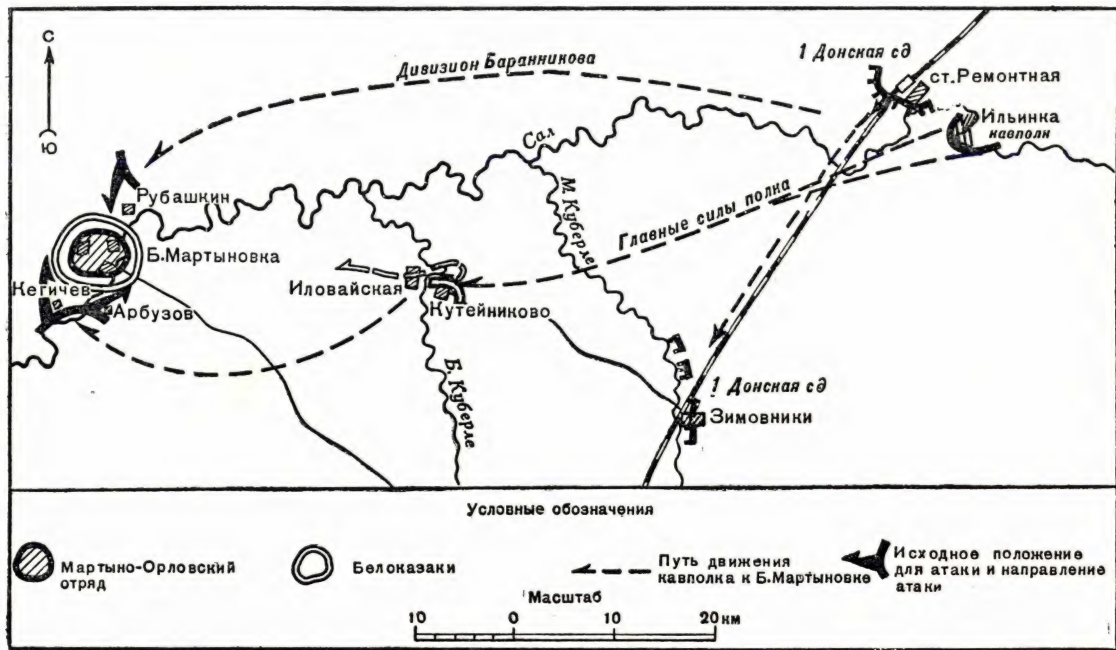 С
Ю
Дивизион Баранникова
1 Донская сд
ст. Ремонтная
Ильинка
кавполк
Сал
Рубашкин
М. Куберле
Главные силы полка
Б. Мартыновка
Кегичев
Арбузов
Иловайская
Кутейниково
Б. Куберле
1 Донская сд
Зимовники
Условные обозначения
Мартыно-Орловский
отряд
Белоказаки
Путь движения
кавполка к Б. Мартыновке
Исходное положение
для атаки и направление
атаки
Масштаб
10 0 10 20 км